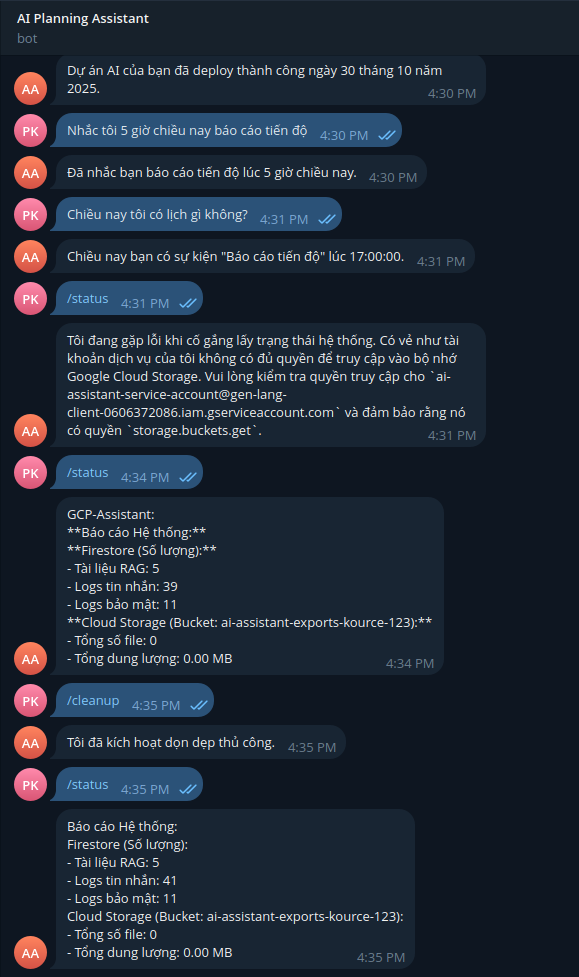 AI Planning Assistant
bot
Dự án AI của bạn đã deploy thành công ngày 30 tháng 10 năm
2025.
4:30 PM
AA
PK
Nhắc tôi 5 giờ chiều nay báo cáo tiến độ
4:30 PM
AA
Đã nhắc bạn báo cáo tiến độ lúc 5 giờ chiều nay.
4:30 PM
PK
Chiều nay tôi có lịch gì không?
4:31 PM
AA
Chiều nay bạn có sự kiện "Báo cáo tiến độ" lúc 17:00:00.
4:31 PM
PK
/status
4:31 PM
Tôi đang gặp lỗi khi cố gắng lấy trạng thái hệ thống. Có vẻ như tài
khoản dịch vụ của tôi không có đủ quyền để truy cập vào bộ nhớ
Google Cloud Storage. Vui lòng kiểm tra quyền truy cập cho `ai-
assistant-service-account@gen-lang-
client-0606372086.iam.gserviceaccount.com` và đảm bảo rằng nó
có quyền `storage.buckets.get`.
4:31 PM
AA
PK
/status
4:34 PM
GCP-Assistant:
**Báo cáo Hệ thống:**
**Firestore (Số lượng):**
- Tài liệu RAG: 5
- Logs tin nhắn: 39
- Logs bảo mật: 11
**Cloud Storage (Bucket: ai-assistant-exports-kource-123):**
- Tổng số file: 0
- Tổng dung lượng: 0.00 MB
4:34 PM
AA
PK
/cleanup
4:35 PM
AA
Tôi đã kích hoạt dọn dẹp thủ công.
4:35 PM
PK
/status
4:35 PM
Báo cáo Hệ thống:
Firestore (Số lượng):
- Tài liệu RAG: 5
- Logs tin nhắn: 41
- Logs bảo mật: 11
Cloud Storage (Bucket: ai-assistant-exports-kource-123):
- Tổng số file: 0
- Tổng dung lượng: 0.00 MB
4:35 PM
AA